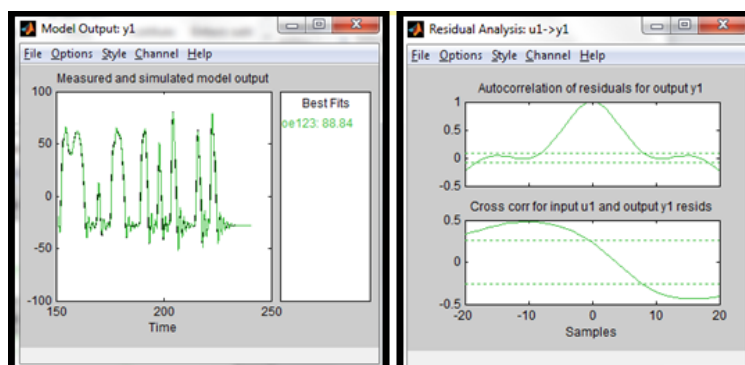 Model Output: y1
File Options Style Channel Help
Measured and simulated model output
100
50
0
-50
-100
150
200
250
Time
Best Fits
oe123: 88.84
Residual Analysis: u1->y1
File Options Style Channel Help
Autocorrelation of residuals for output y1
1
0.5
0
-0.5
Cross corr for input u1 and output y1 resids
0.5
0
-0.5
-20
-10
0
10
20
Samples